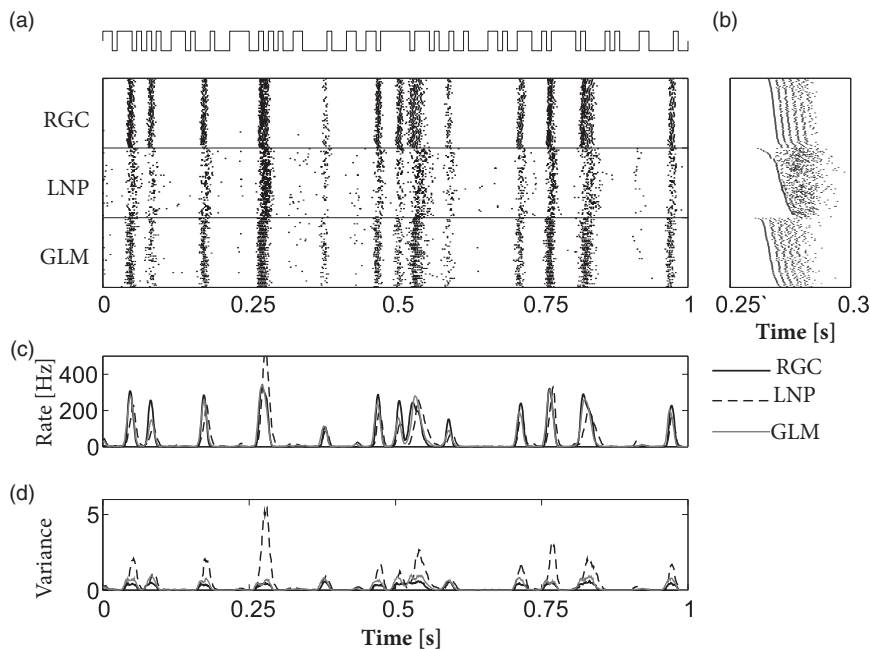 (a)
(b)
RGC
LNP
GLM
0 0.25 0.5 0.75 1
0.25` 0.3
Time [s]
(c)
Rate [Hz]
400
200
0
RGC
LNP
GLM
(d)
Variance
5
0
0 0.25 0.5 0.75 1
Time [s]